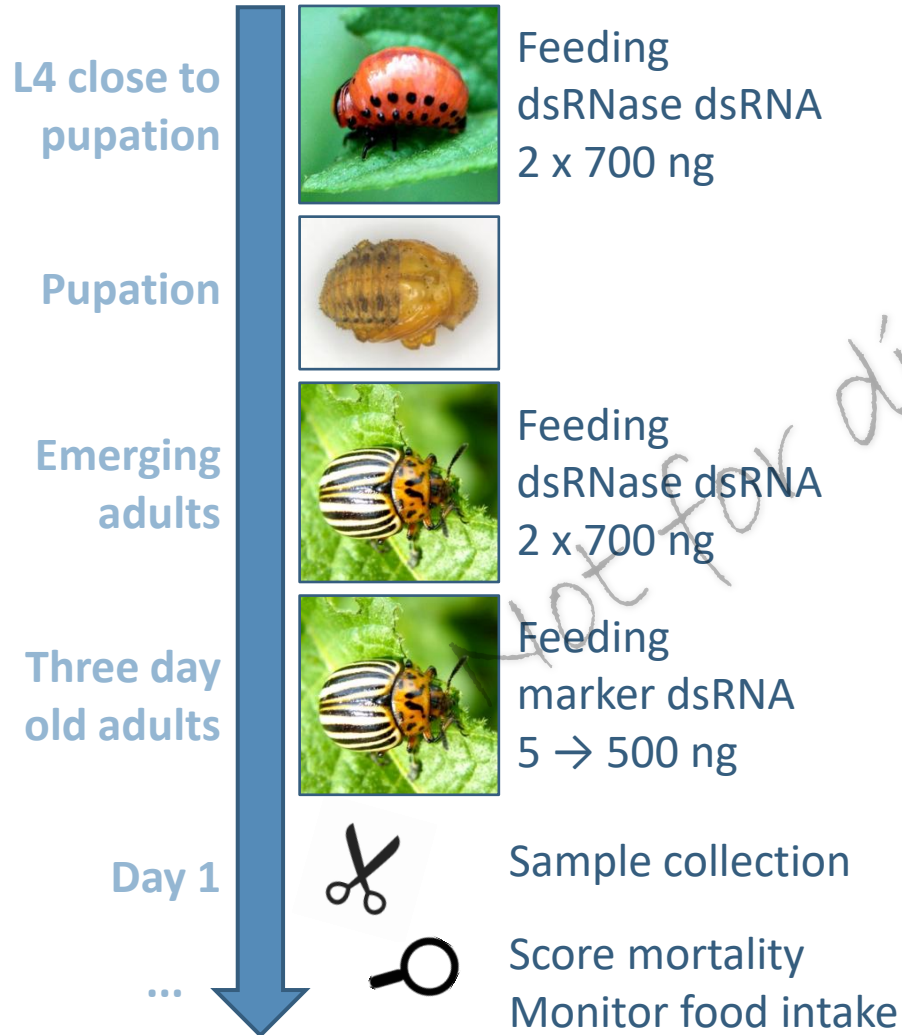 L4 close to
pupation
Feeding
dsRNase dsRNA
2 x 700 ng
Pupation
Emerging
adults
Feeding
dsRNase dsRNA
2 x 700 ng
Three day
old adults
Feeding
marker dsRNA
5 → 500 ng
Not for
Day 1
Sample collection
...
Score mortality
Monitor food intake